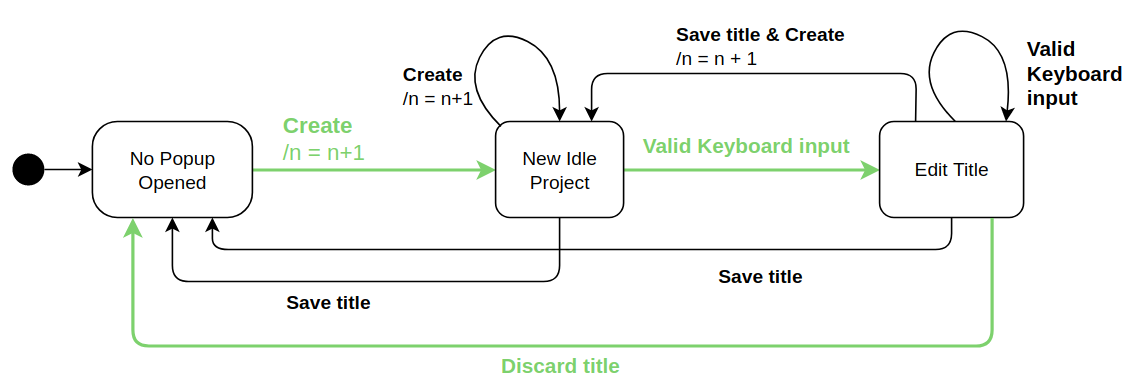 Save title & Create
/n = n + 1
Valid
Keyboard
input
Create
/n = n+1
Create
/n = n+1
No Popup
Opened
New Idle
Project
Valid Keyboard input
Edit Title
Save title
Save title
Discard title